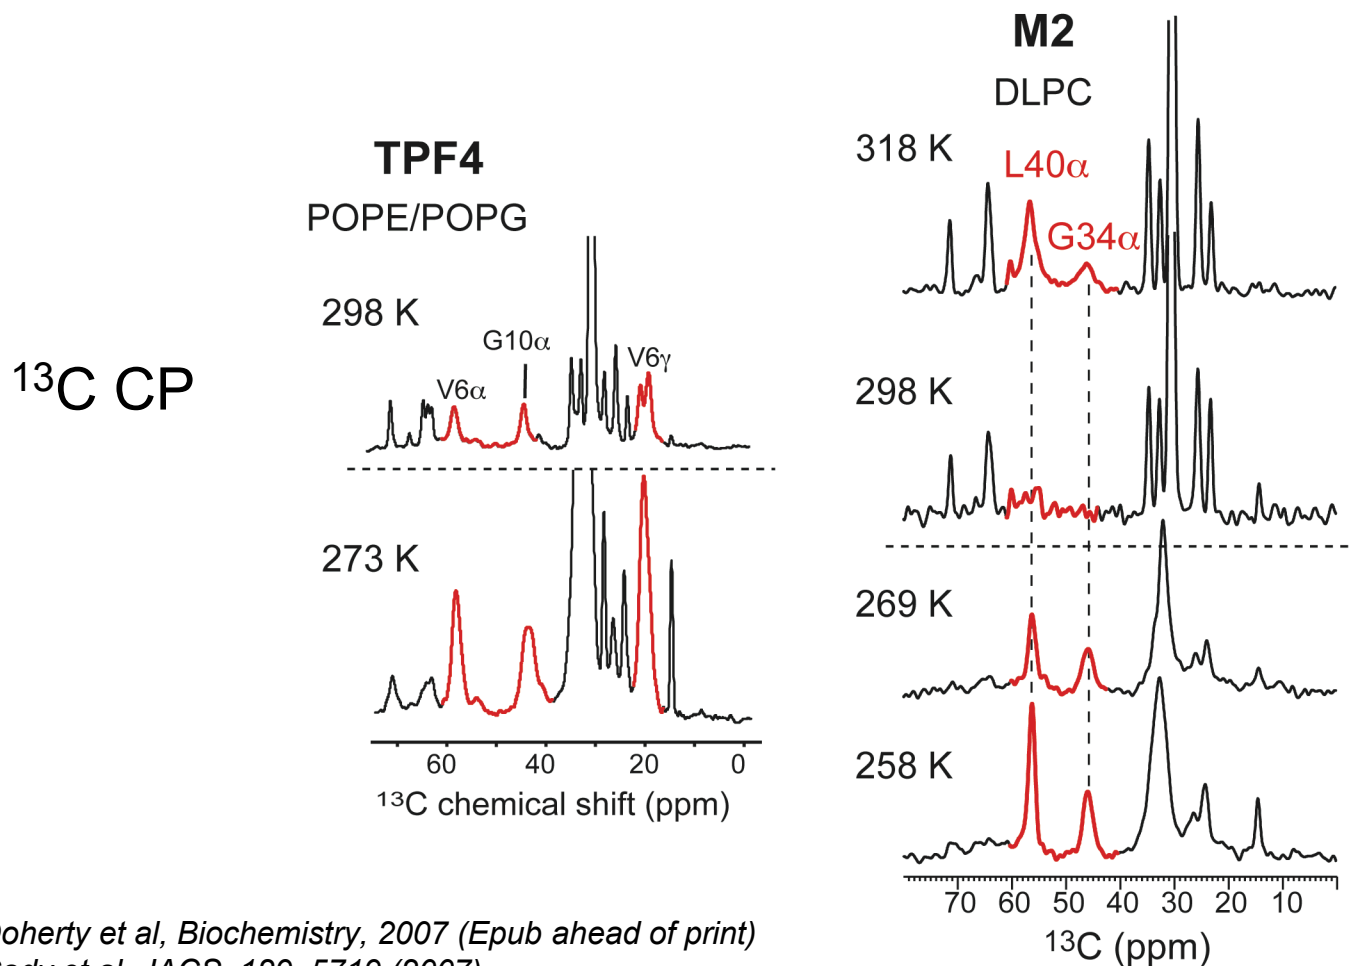 ¹³C CP
TPF4
POPE/POPG
298 K
V6α
G10α
V6γ
273 K
60 40 20 0
¹³C chemical shift (ppm)
M2
DLPC
318 K
L40α
G34α
298 K
269 K
258 K
70 60 50 40 30 20 10
¹³C (ppm)
oherty et al, Biochemistry, 2007 (Epub ahead of print)